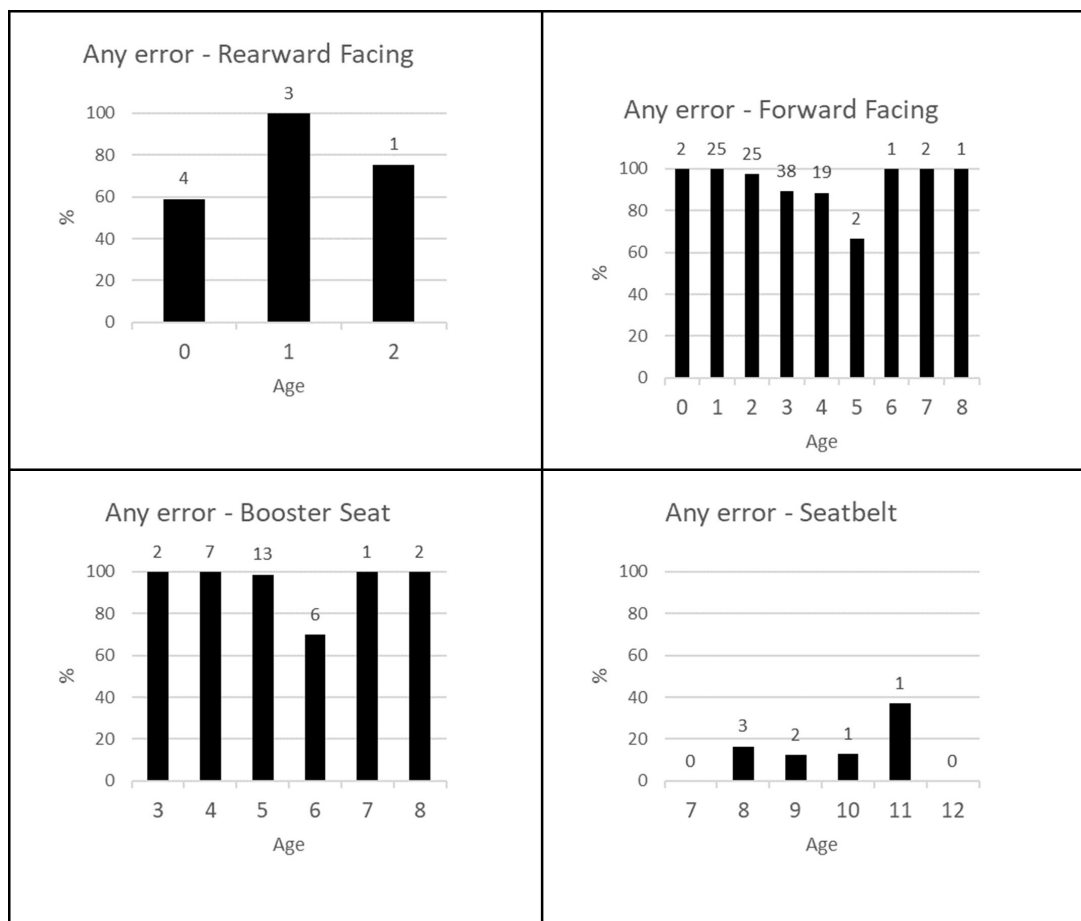 Any error - Rearward Facing
3
1
4
100
80
60
40
20
0
%
0 1 2
Age
Any error - Forward Facing
2 25 25 38 19 2 1 2 1
100
80
60
40
20
0
%
0 1 2 3 4 5 6 7 8
Age
Any error - Booster Seat
2 7 13 6 1 2
100
80
60
40
20
0
%
3 4 5 6 7 8
Age
Any error - Seatbelt
100
80
60
40
20
0
%
0 3 2 1 1 0
7 8 9 10 11 12
Age